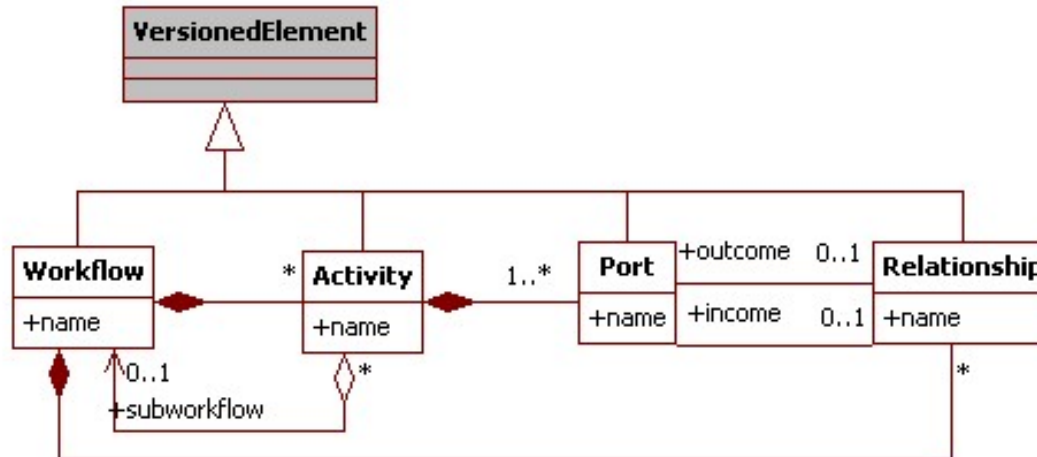 VersionedElement
Workflow
+name
*
Activity
+name
1..*
Port
+name
+outcome 0..1
+income 0..1
Relationship
+name
0..1
+subworkflow
*
*